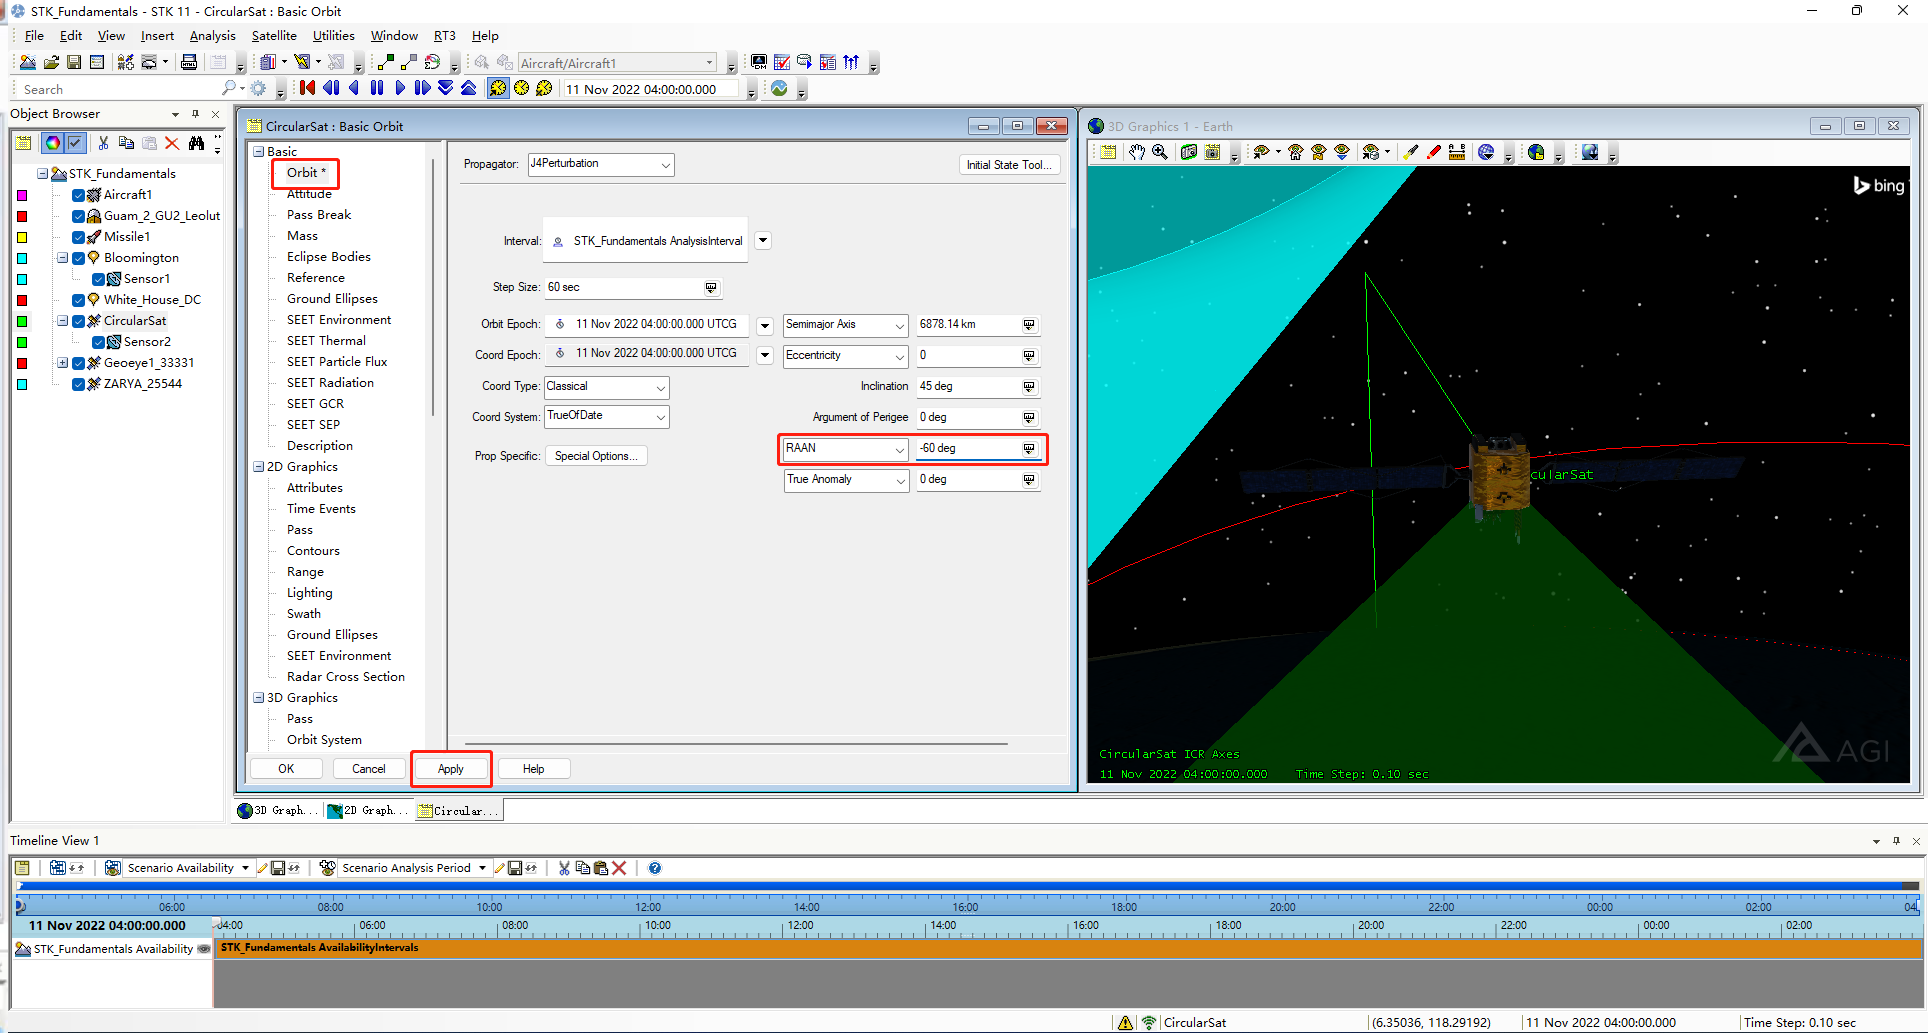 STK_Fundamentals - STK 11 - CircularSat : Basic Orbit
File Edit View Insert Analysis Satellite Utilities Window RT3 Help
Aircraft/Aircraft1
Search
11 Nov 2022 04:00:00.000
Object Browser
STK_Fundamentals
Aircraft1
Guam_2_GU2_Leolut
Missile1
Bloomington
Sensor1
White_House_DC
CircularSat
Sensor2
Geoeye1_33331
ZARYA_25544
CircularSat : Basic Orbit
Basic
Orbit *
Attitude
Pass Break
Mass
Eclipse Bodies
Reference
Ground Ellipses
SEET Environment
SEET Thermal
SEET Particle Flux
SEET Radiation
SEET GCR
SEET SEP
Description
2D Graphics
Attributes
Time Events
Pass
Contours
Range
Lighting
Swath
Ground Ellipses
SEET Environment
Radar Cross Section
3D Graphics
Pass
Orbit System
Propagator: J4Perturbation Initial State Tool...
Interval: STK_Fundamentals AnalysisInterval
Step Size: 60 sec
Orbit Epoch: 11 Nov 2022 04:00:00.000 UTCG Semimajor Axis 6878.14 km
Coord Epoch: 11 Nov 2022 04:00:00.000 UTCG Eccentricity 0
Coord Type: Classical Inclination 45 deg
Coord System: TrueOfDate Argument of Perigee 0 deg
Prop Specific: Special Options... RAAN -60 deg
True Anomaly 0 deg
OK Cancel Apply Help
3D Graphics 1 - Earth
bing
cularSat
AGI
CircularSat ICR Axes
11 Nov 2022 04:00:00.000 Time Step: 0.10 sec
3D Graph... 2D Graph... Circular...
Timeline View 1
Scenario Availability Scenario Analysis Period
06:00 08:00 10:00 12:00 14:00 16:00 18:00 20:00 22:00 00:00 02:00 04
11 Nov 2022 04:00:00.000 04:00 06:00 08:00 10:00 12:00 14:00 16:00 18:00 20:00 22:00 00:00 02:00
STK_Fundamentals Availability STK_Fundamentals AvailabilityIntervals
CircularSat (6.35036, 118.29192) 11 Nov 2022 04:00:00.000 Time Step: 0.10 sec